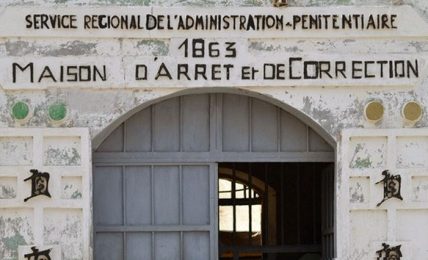 SERVICE REGIONAL DE L'ADMINISTRATION-PENITENTIAIRE
1863
MAISON D'ARRET ET DE CORRECTION